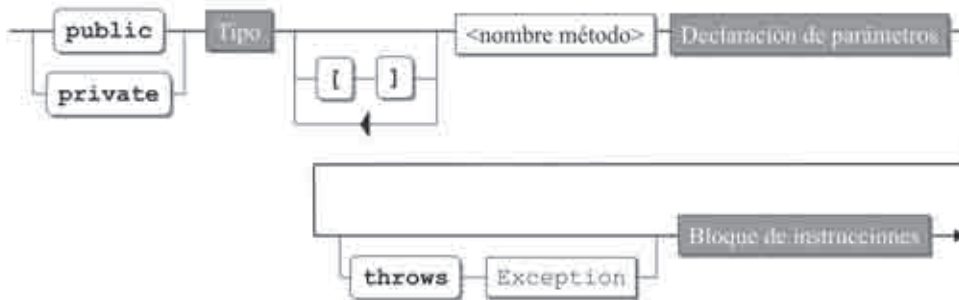 public Tipo <nombre método> Declaración de parámetros
[ ]
private
throws Exception Bloque de instrucciones